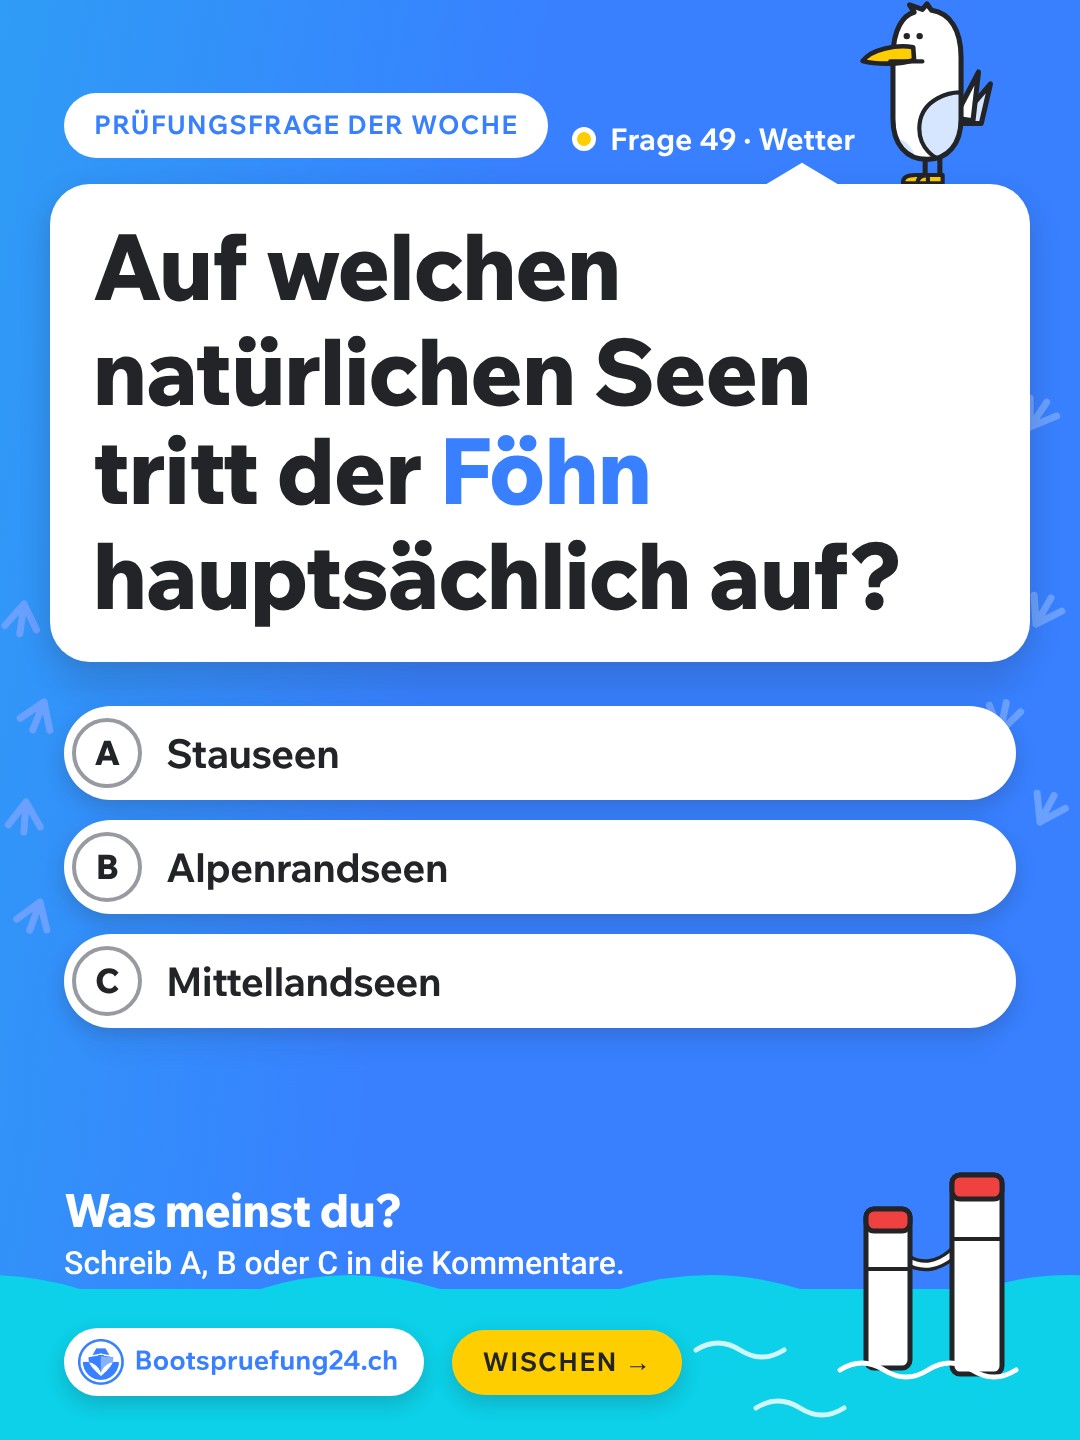 PRÜFUNGSFRAGE DER WOCHE
Frage 49 · Wetter
Auf welchen
natürlichen Seen
tritt der Föhn
hauptsächlich auf?
A Stauseen
B Alpenrandseen
C Mittellandseen
Was meinst du?
Schreib A, B oder C in die Kommentare.
Bootspruefung24.ch
WISCHEN →